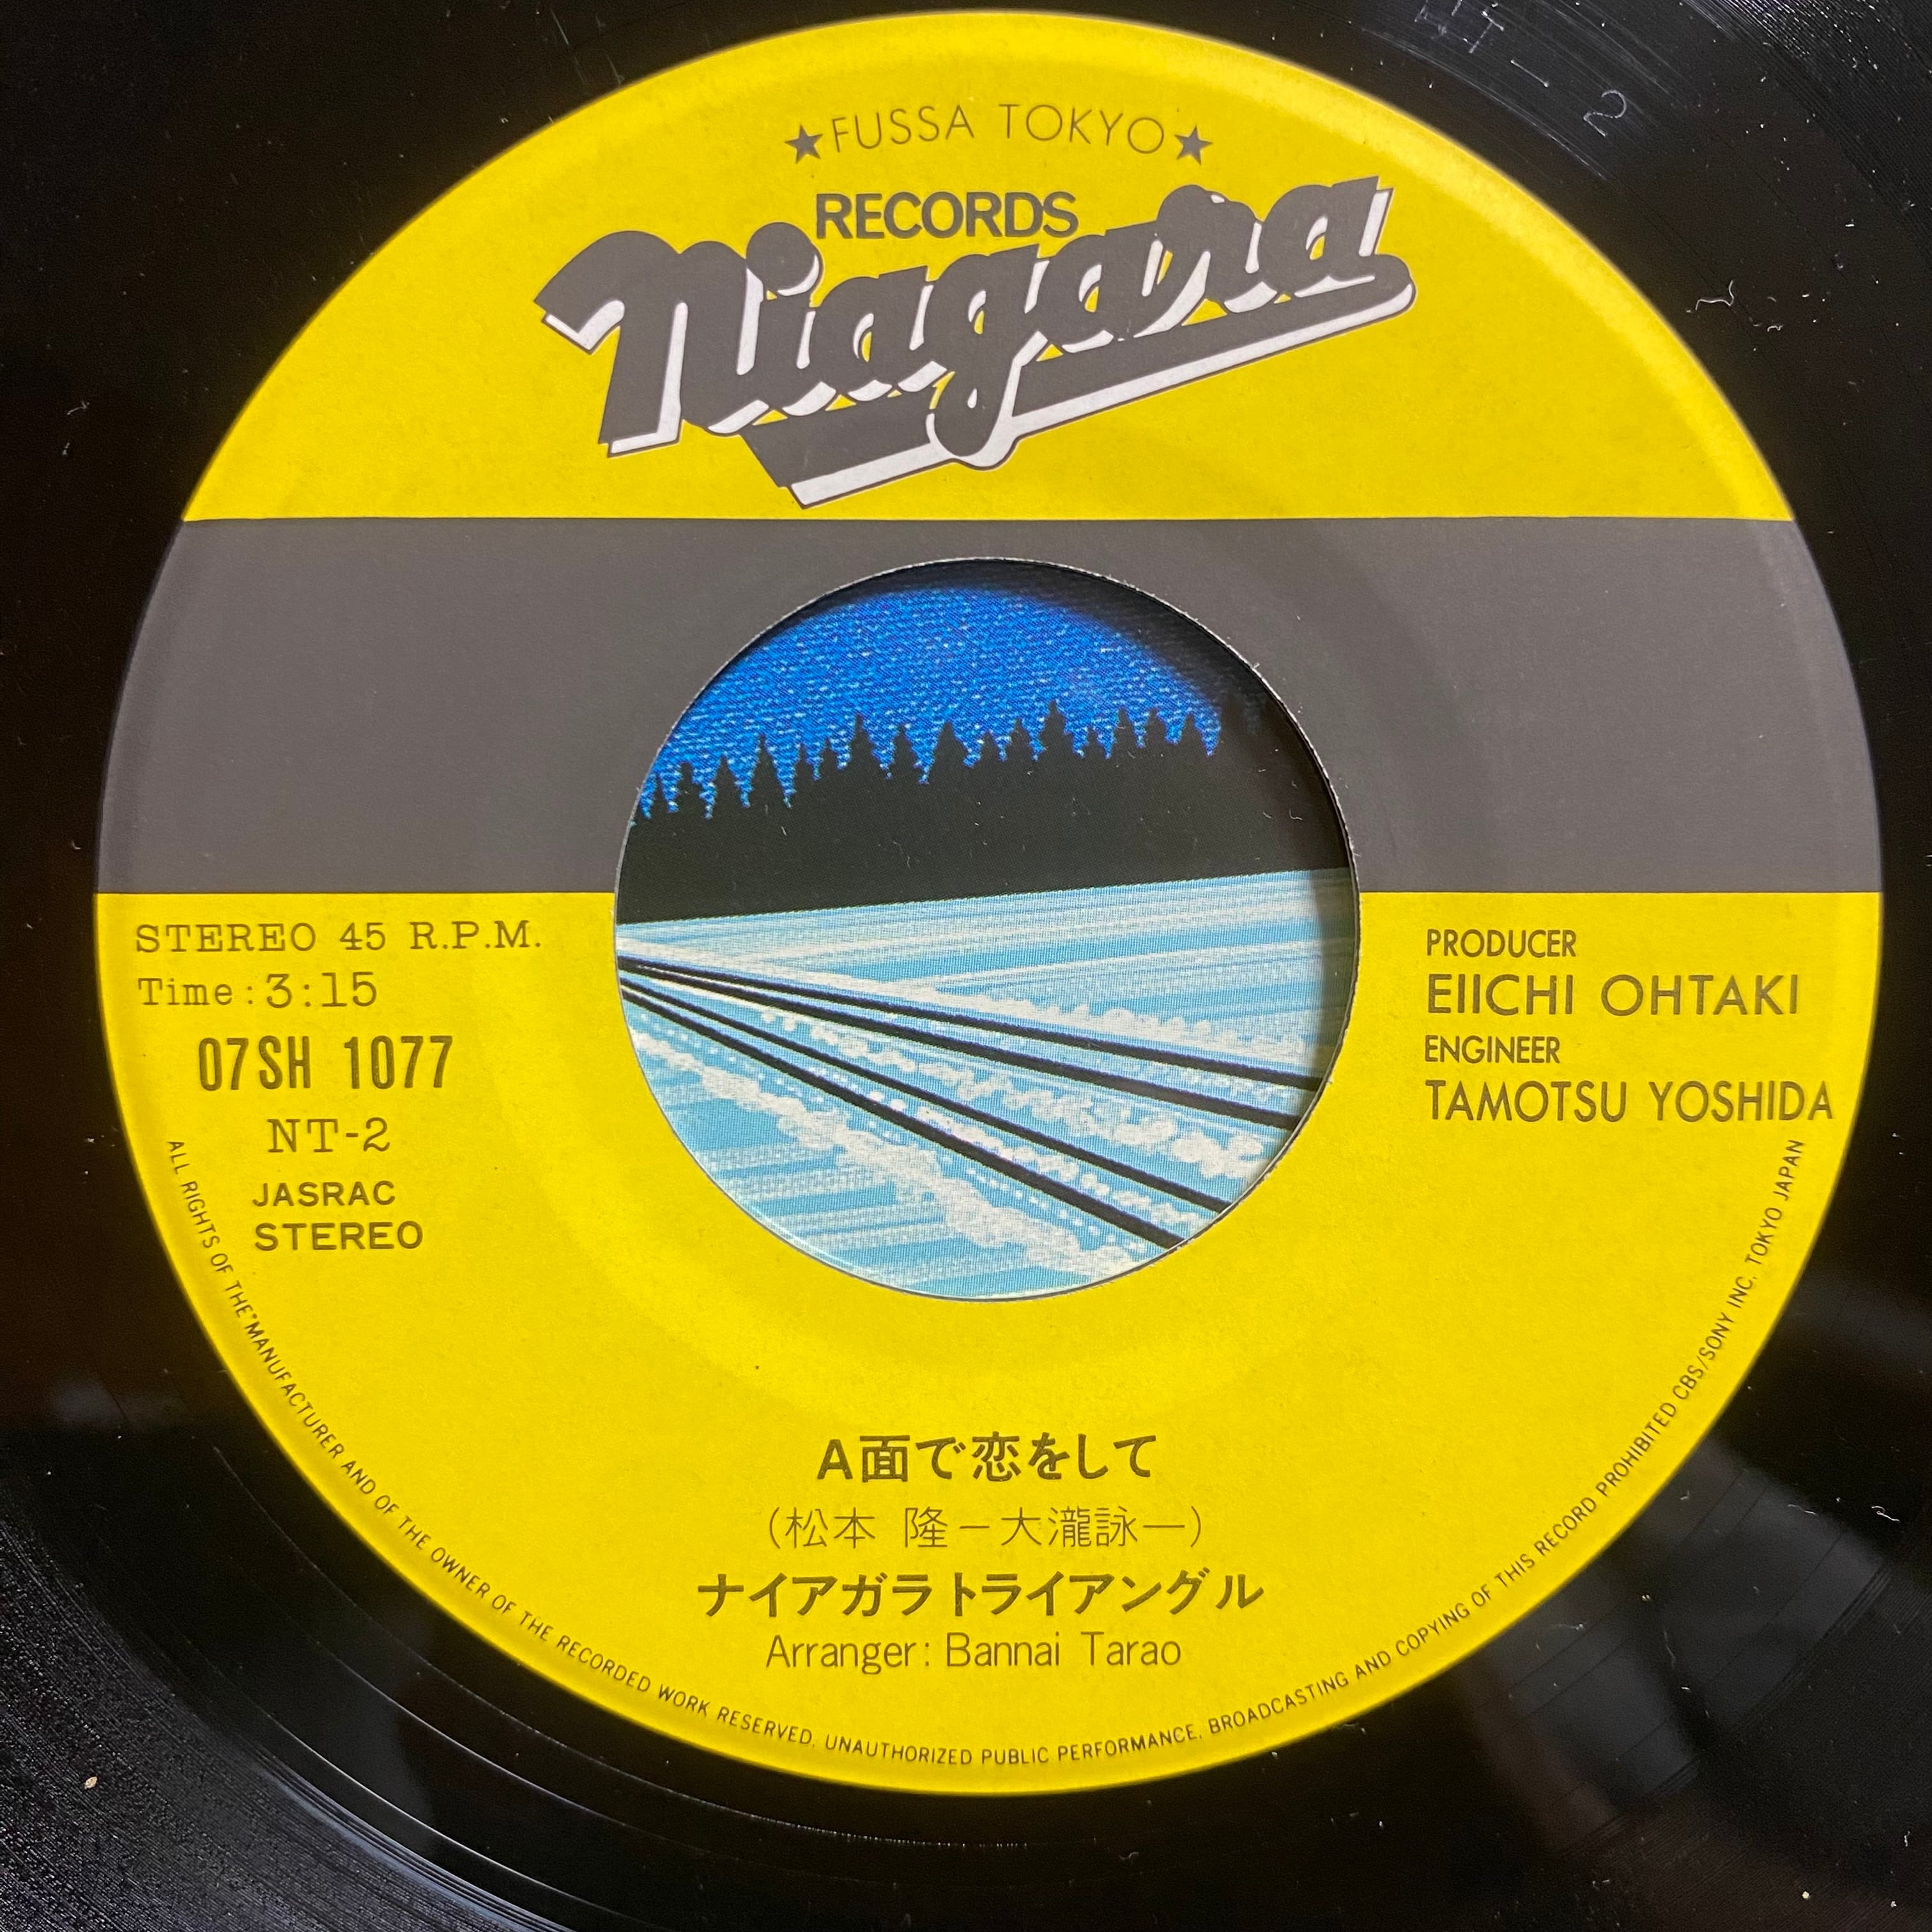 ★FUSSA TOKYO★
RECORDS
Niagara
STEREO 45 R.P.M.
Time : 3:15
07SH 1077
NT-2
JASRAC
STEREO
PRODUCER
EIICHI OHTAKI
ENGINEER
TAMOTSU YOSHIDA
A面で恋をして
(松本 隆－大瀧詠一)
ナイアガラ トライアングル
Arranger : Bannai Tarao
ALL RIGHTS OF THE "MANUFACTURER AND OF THE OWNER OF THE RECORDED WORK RESERVED. UNAUTHORIZED PUBLIC PERFORMANCE. BROADCASTING AND COPYING OF THIS RECORD PROHIBITED CBS/SONY INC. TOKYO JAPAN